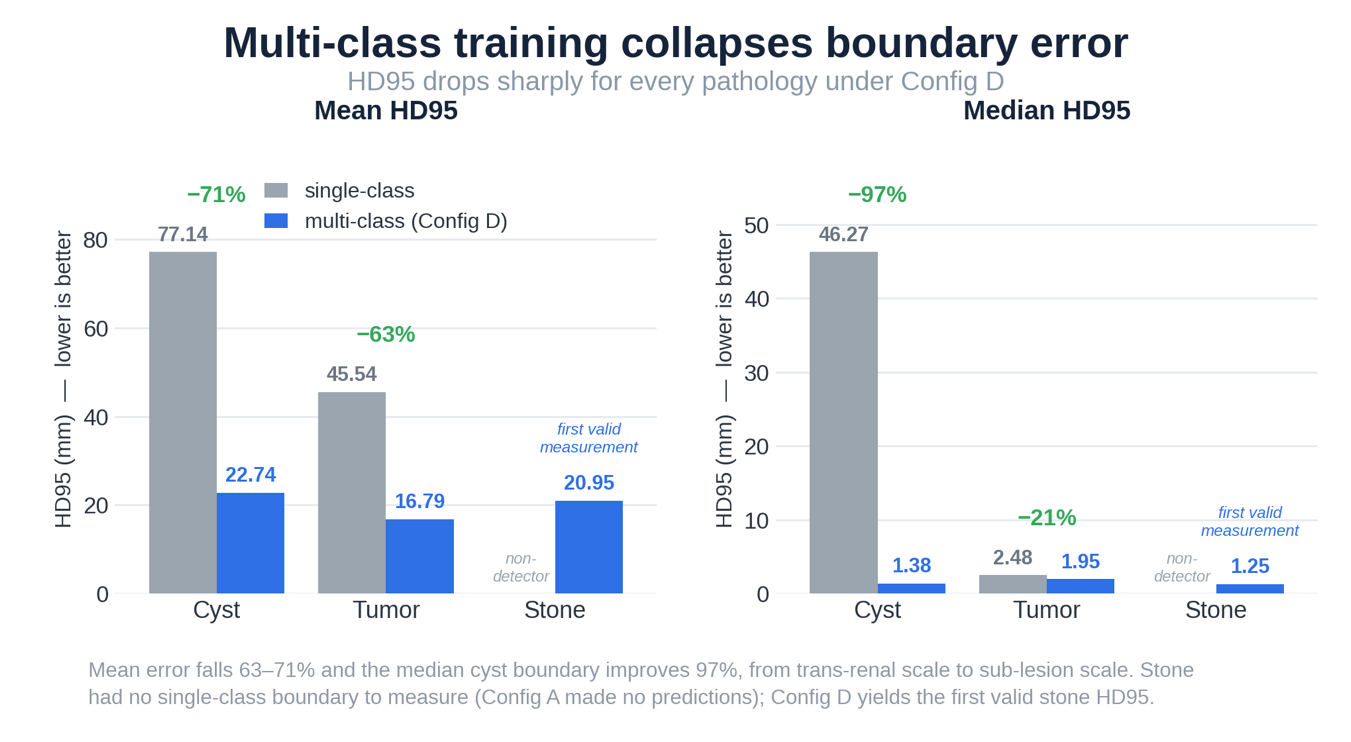 Multi-class training collapses boundary error
HD95 drops sharply for every pathology under Config D
Mean HD95
−71%
single-class
multi-class (Config D)
HD95 (mm) — lower is better
80
60
40
20
0
77.14
22.74
−63%
45.54
16.79
first valid
measurement
20.95
non-
detector
Cyst
Tumor
Stone
Median HD95
−97%
HD95 (mm) — lower is better
50
40
30
20
10
0
46.27
1.38
−21%
2.48
1.95
first valid
measurement
non-
detector
1.25
Cyst
Tumor
Stone
Mean error falls 63–71% and the median cyst boundary improves 97%, from trans-renal scale to sub-lesion scale. Stone
had no single-class boundary to measure (Config A made no predictions); Config D yields the first valid stone HD95.